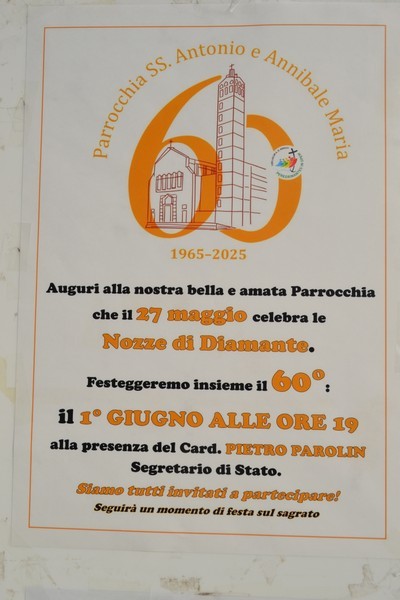 Parrocchia SS. Antonio e Annibale Maria
60
1965-2025
Auguri alla nostra bella e amata Parrocchia
che il 27 maggio celebra le
Nozze di Diamante.
Festeggeremo insieme il 60° :
il 1° GIUGNO ALLE ORE 19
alla presenza del Card. PIETRO PAROLIN
Segretario di Stato.
Siamo tutti invitati a partecipare!
Seguirà un momento di festa sul sagrato